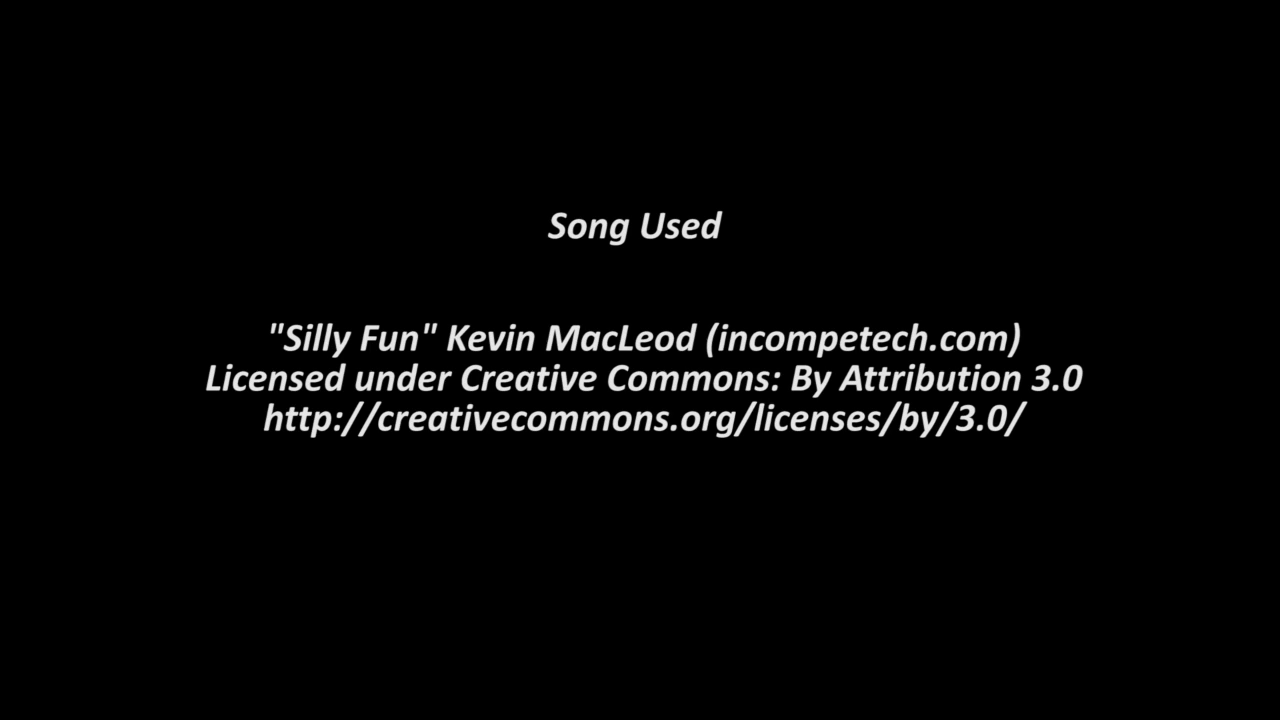 Song Used
"Silly Fun" Kevin MacLeod (incompetech.com)
Licensed under Creative Commons: By Attribution 3.0
http://creativecommons.org/licenses/by/3.0/